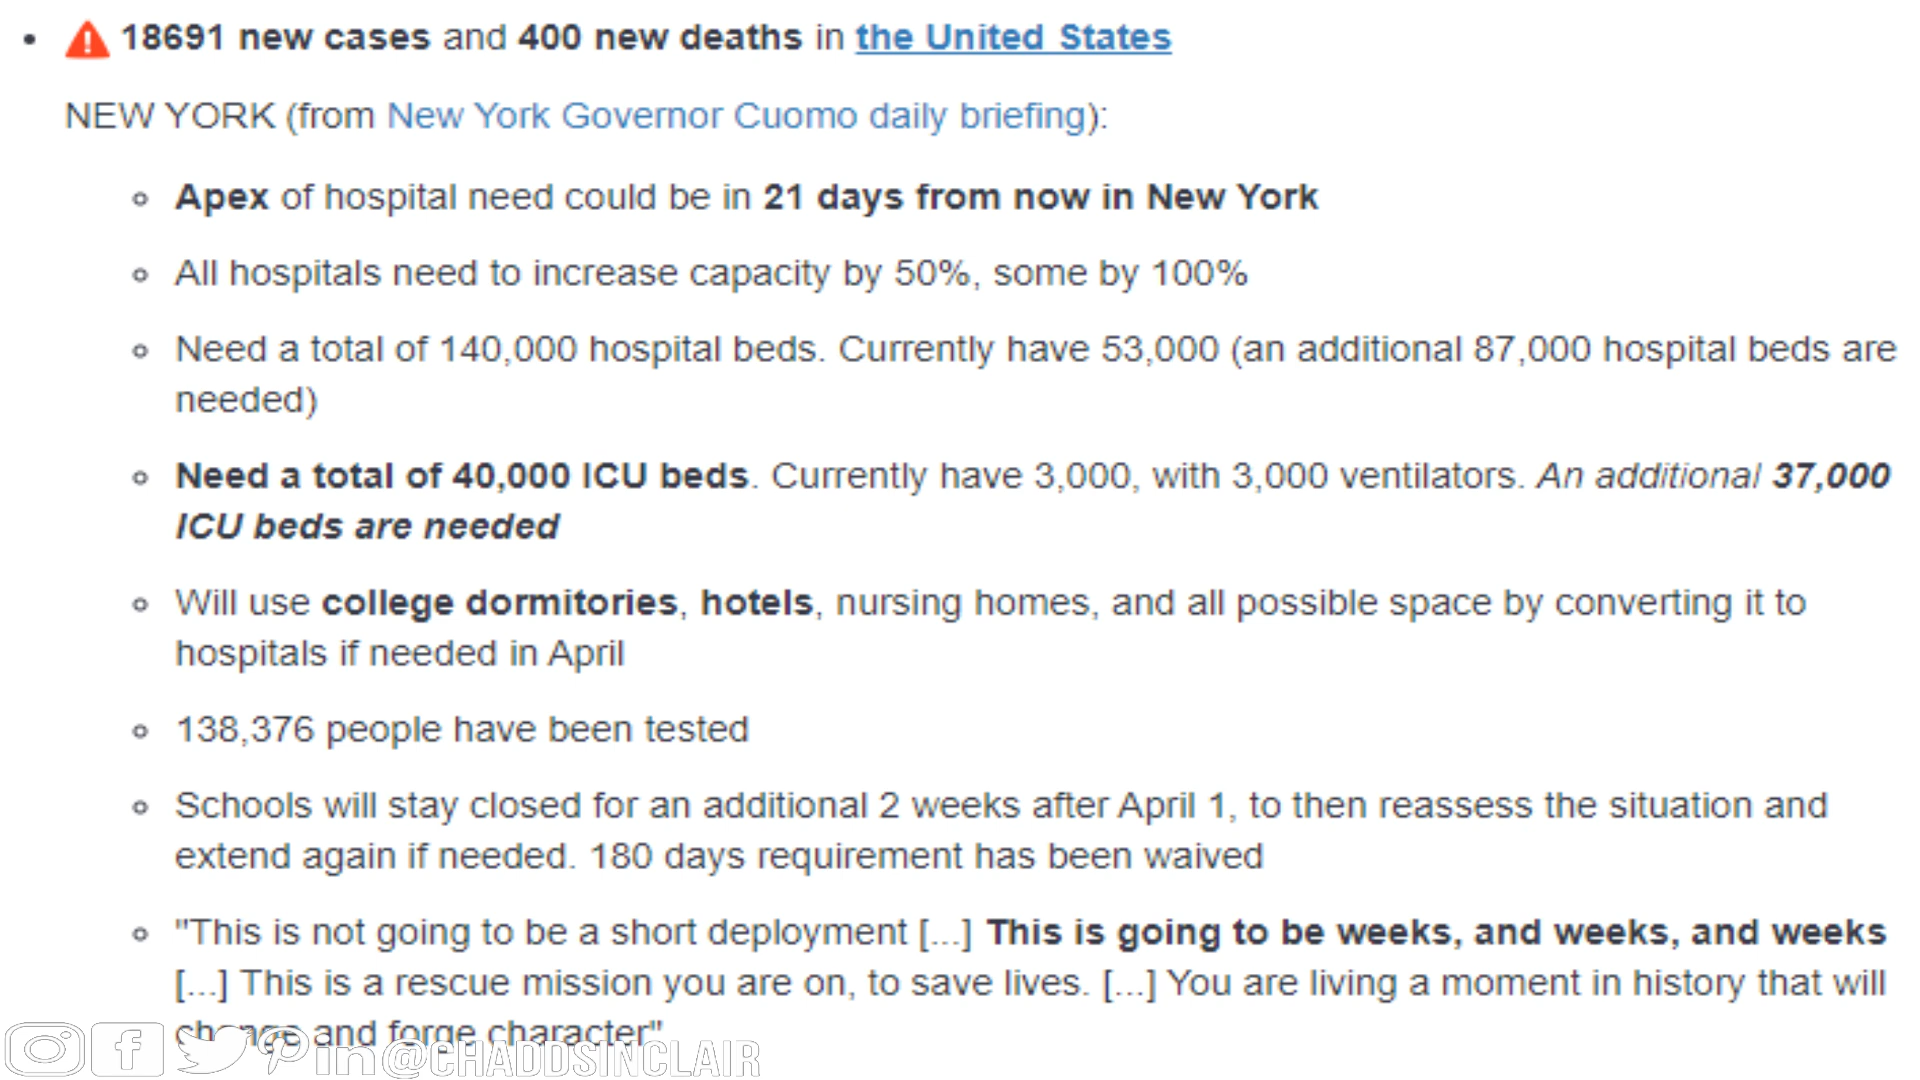 18691 new cases and 400 new deaths in the United States
NEW YORK (from New York Governor Cuomo daily briefing):
Apex of hospital need could be in 21 days from now in New York
All hospitals need to increase capacity by 50%, some by 100%
Need a total of 140,000 hospital beds. Currently have 53,000 (an additional 87,000 hospital beds are
needed)
Need a total of 40,000 ICU beds. Currently have 3,000, with 3,000 ventilators. An additional 37,000
ICU beds are needed
Will use college dormitories, hotels, nursing homes, and all possible space by converting it to
hospitals if needed in April
138,376 people have been tested
Schools will stay closed for an additional 2 weeks after April 1, to then reassess the situation and
extend again if needed. 180 days requirement has been waived
"This is not going to be a short deployment [...] This is going to be weeks, and weeks, and weeks
[...] This is a rescue mission you are on, to save lives. [...] You are living a moment in history that will
change and forge character"
@CHADDSINCLAIR